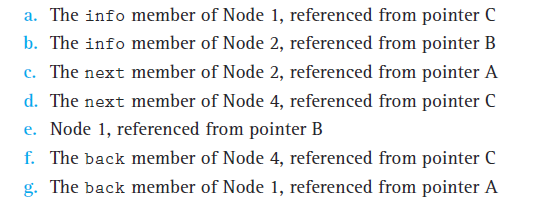 a. The info member of Node 1, referenced from pointer C
b. The info member of Node 2, referenced from pointer B
c. The next member of Node 2, referenced from pointer A
d. The next member of Node 4, referenced from pointer C
e. Node 1, referenced from pointer B
f. The back member of Node 4, referenced from pointer C
g. The back member of Node 1, referenced from pointer A